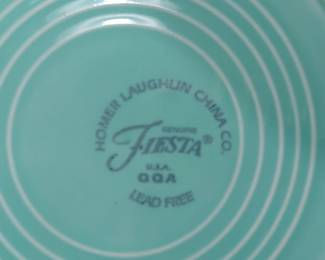 HOMER LAUGHLIN CHINA CO.
GENUINE
FIESTA®
U.S.A.
QQA
LEAD FREE